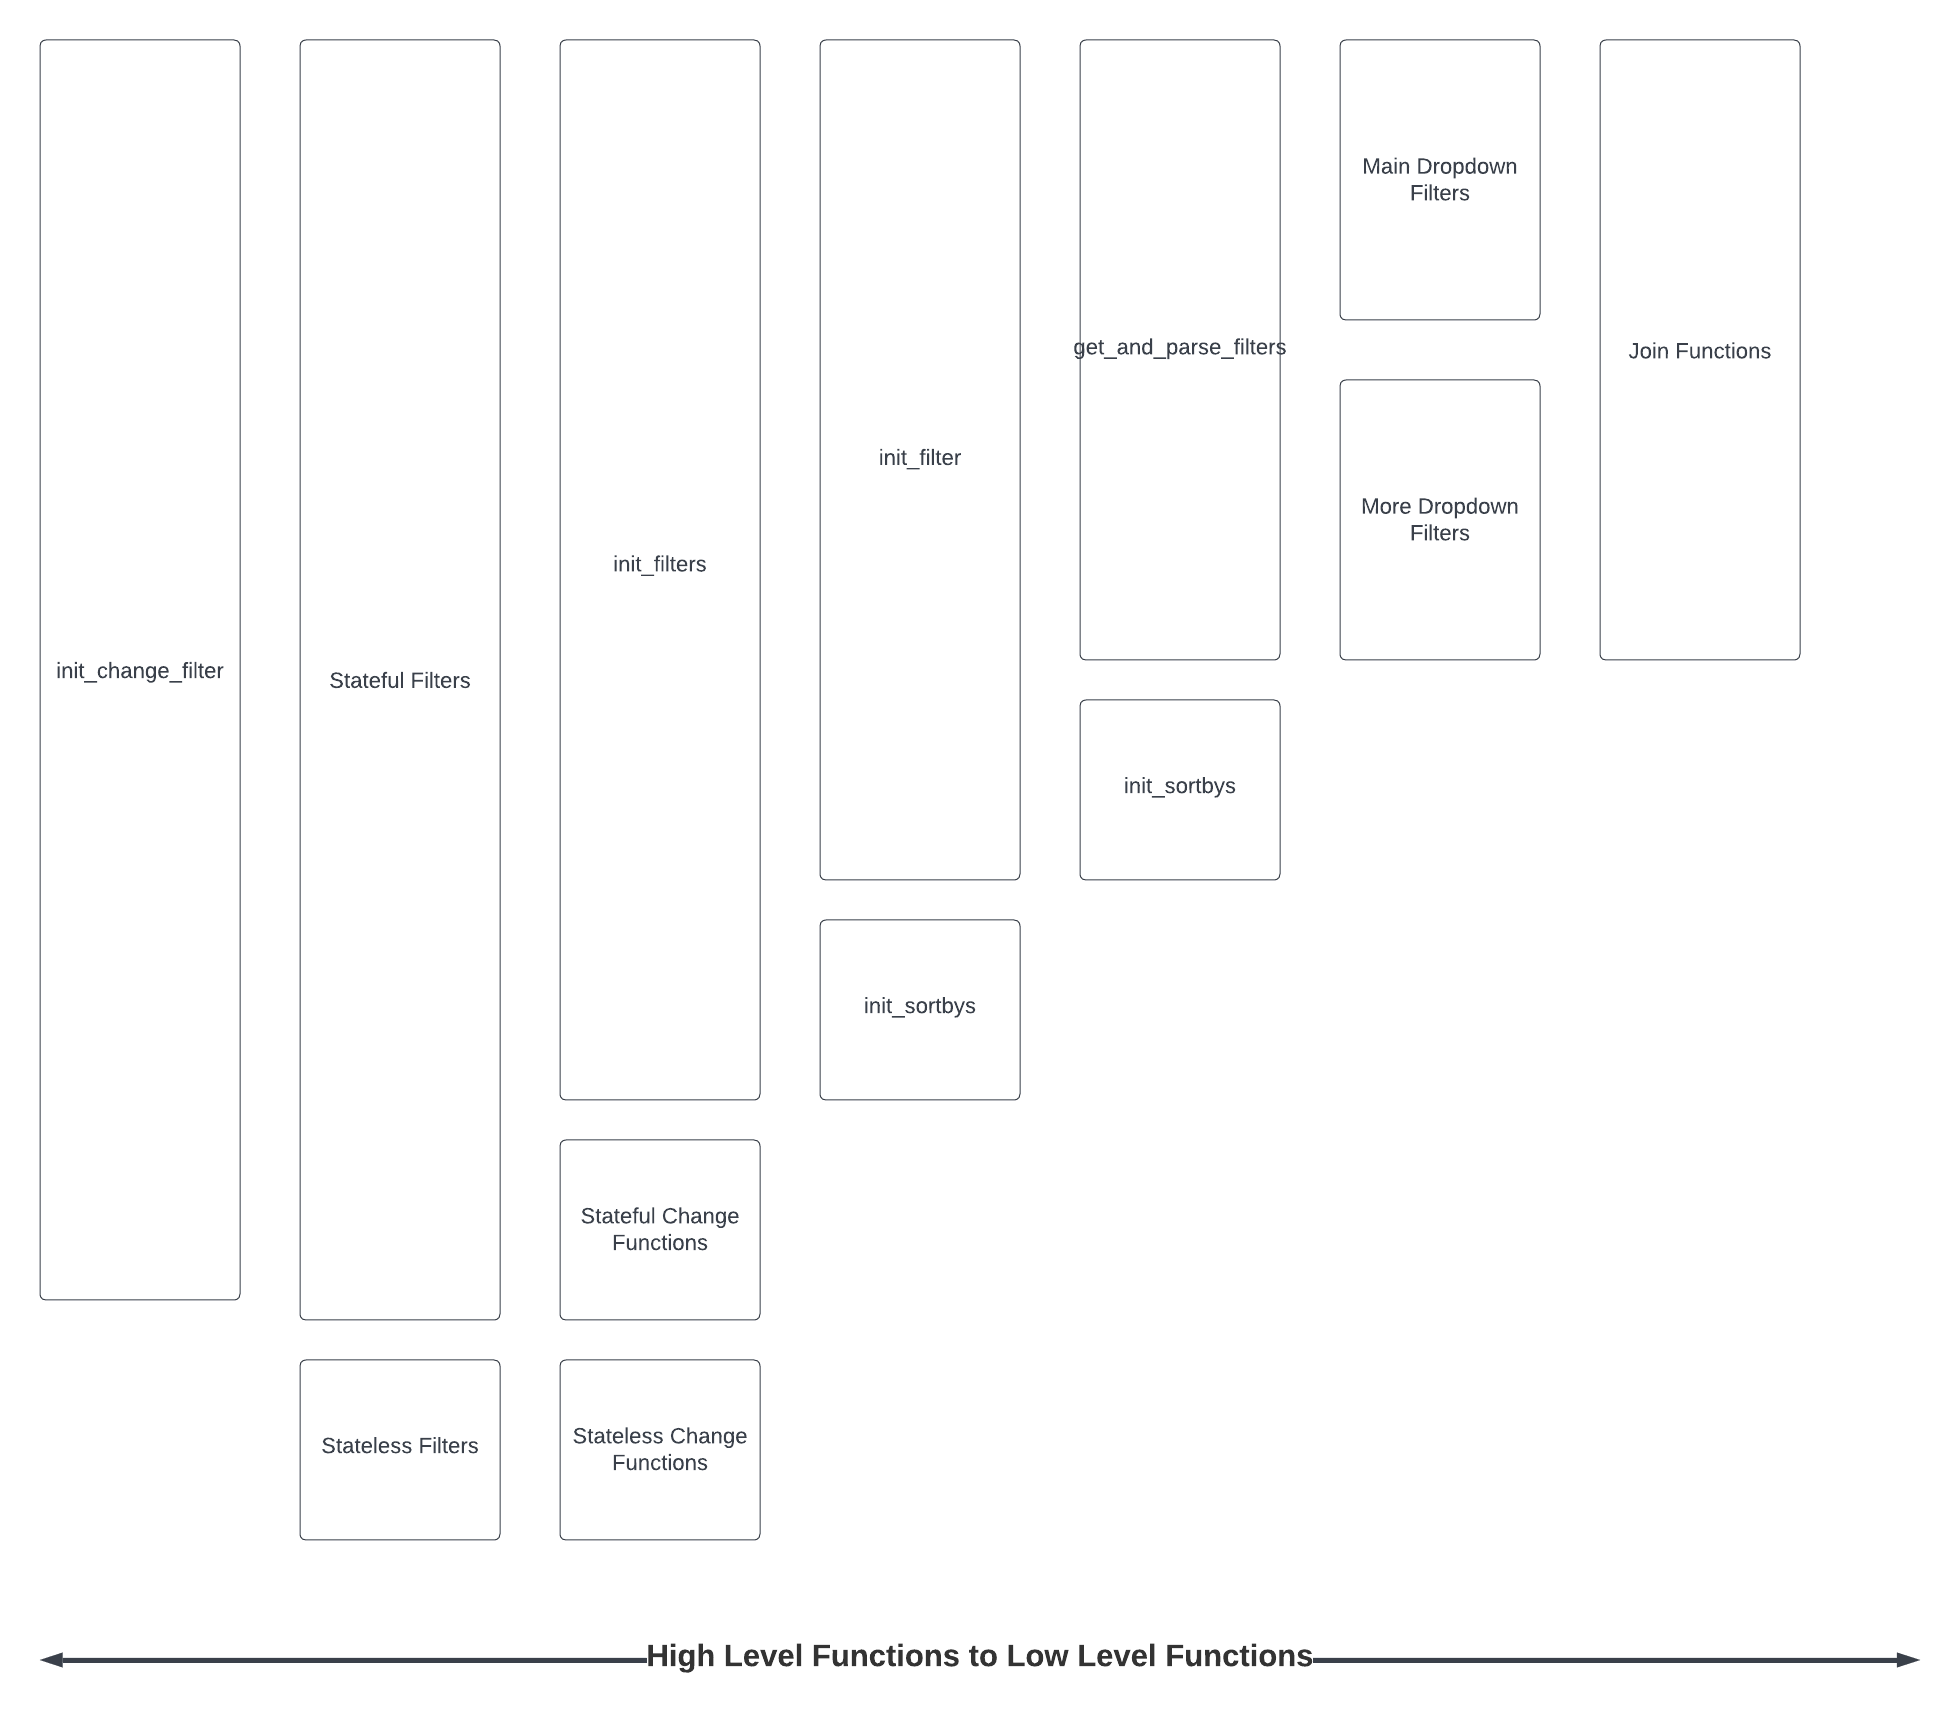 init_change_filter
Stateful Filters
Stateless Filters
init_filters
Stateful Change
Functions
Stateless Change
Functions
init_filter
init_sortbys
get_and_parse_filters
init_sortbys
Main Dropdown
Filters
More Dropdown
Filters
Join Functions
High Level Functions to Low Level Functions